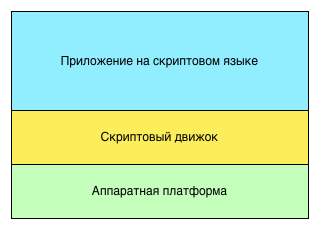 Приложение на скриптовом языке
Скриптовый движок
Аппаратная платформа